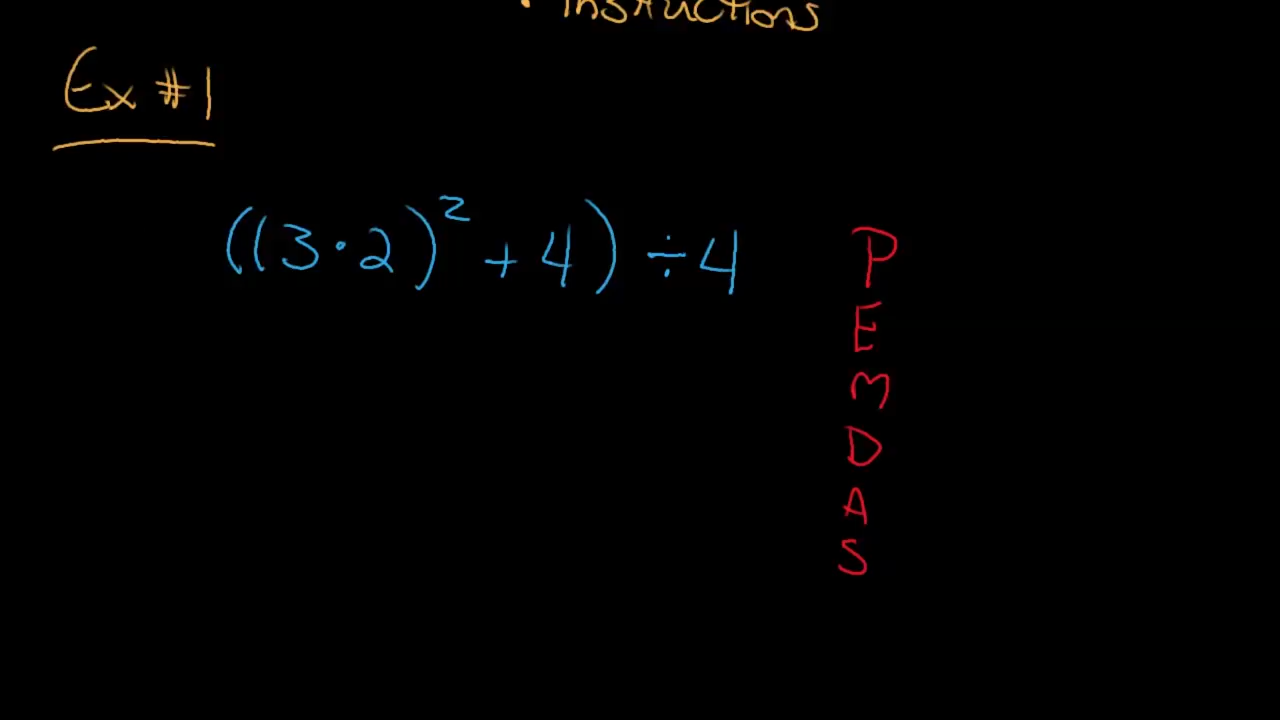 • Instructions
Ex #1
((3·2)² + 4) ÷ 4
P
E
M
D
A
S